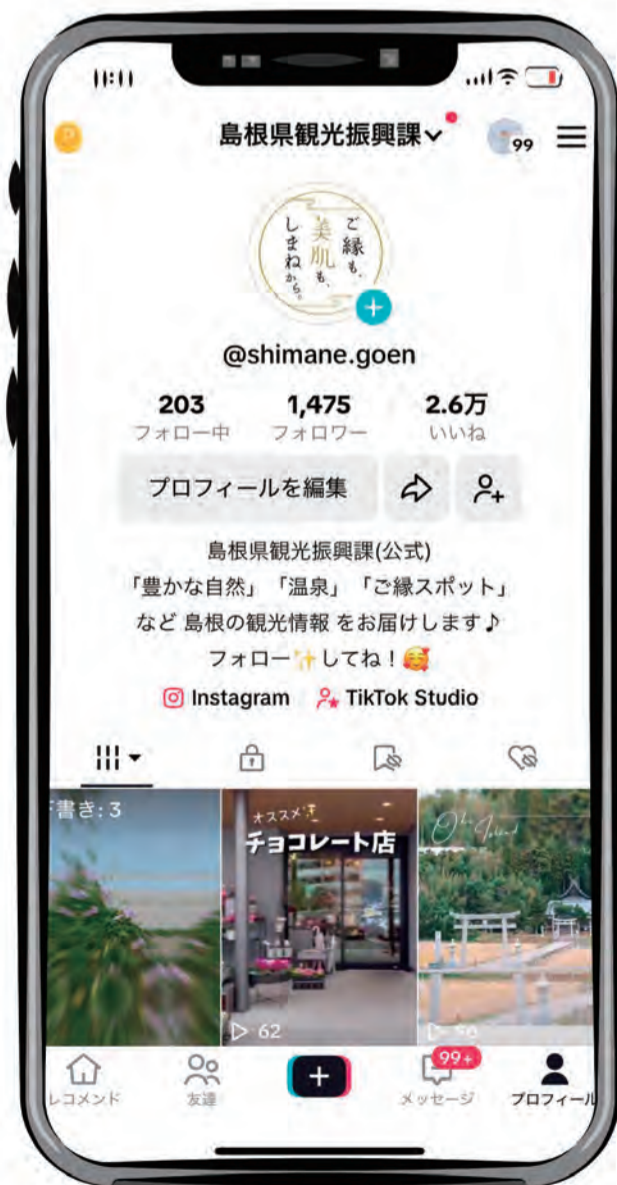 11:11
島根県観光振興課
99
ご縁も、
美肌も、
しまねから。
@shimane.goen
203 1,475 2.6万
フォロー中 フォロワー いいね
プロフィールを編集
島根県観光振興課(公式)
「豊かな自然」「温泉」「ご縁スポット」
など 島根の観光情報 をお届けします♪
フォロー✨してね！🥰
Instagram TikTok Studio
下書き: 3
オススメ
チョコレート店
Oki Island
62
50
99+
レコメンド 友達 メッセージ プロフィール